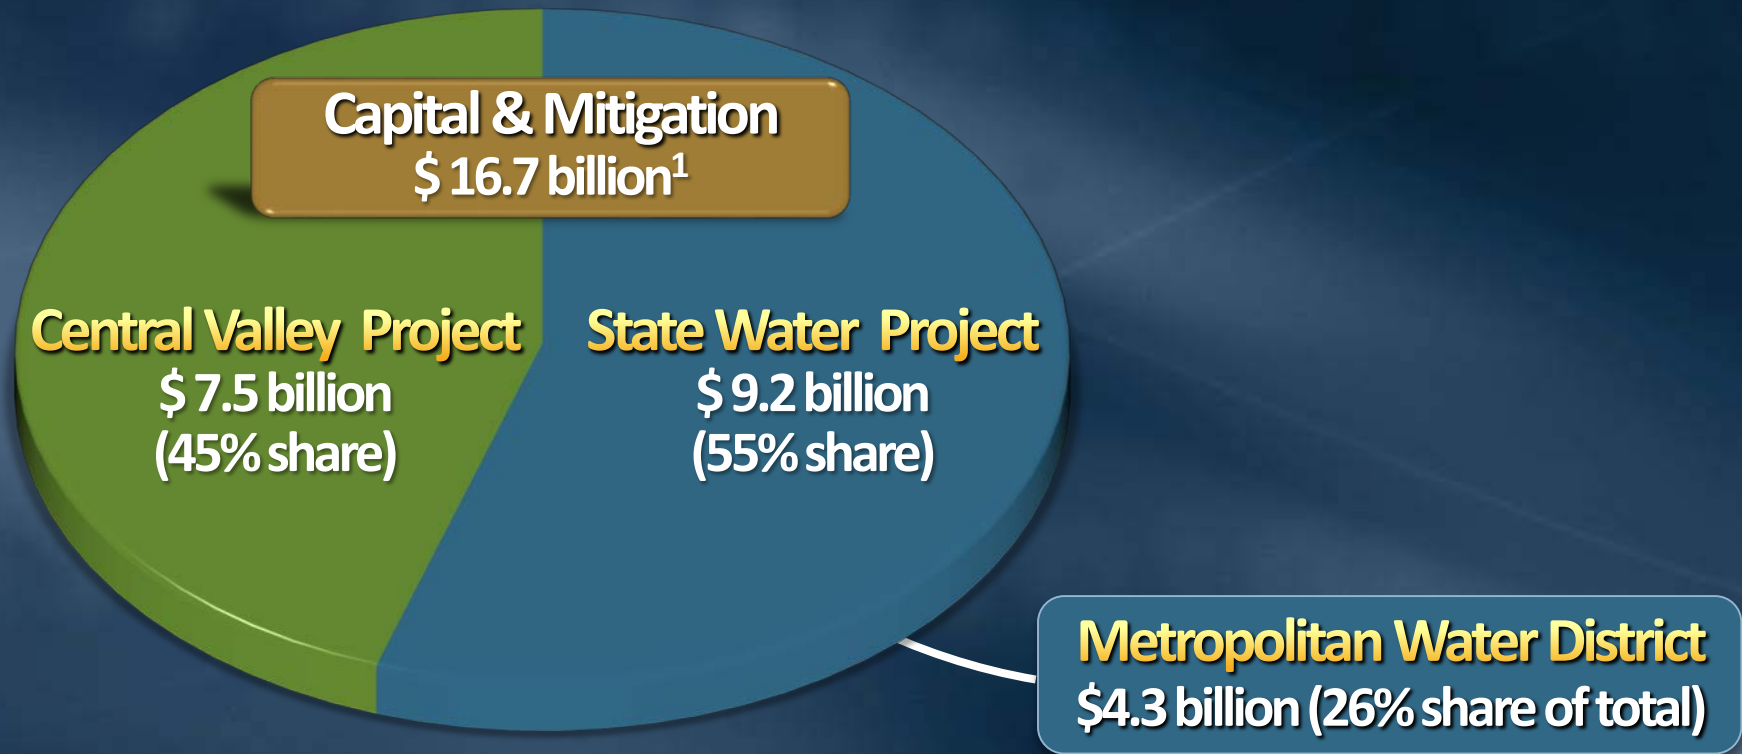 Capital & Mitigation
$ 16.7 billion¹
Central Valley Project
$ 7.5 billion
(45% share)
State Water Project
$ 9.2 billion
(55% share)
Metropolitan Water District
$4.3 billion (26% share of total)